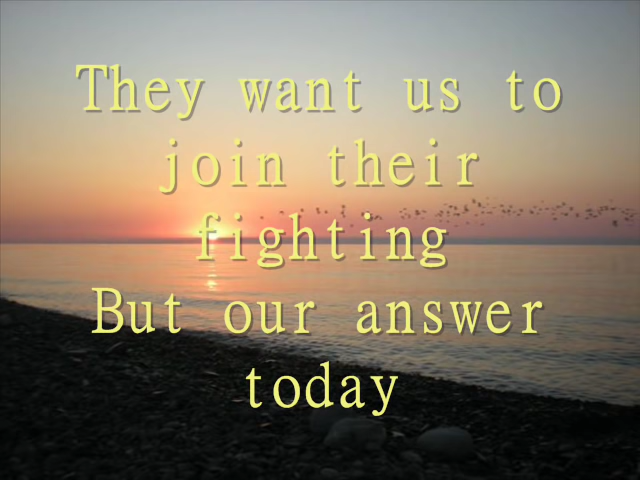 They want us to
join their
fighting
But our answer
today